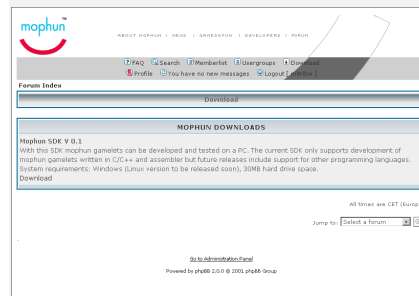 mophun™
ABOUT MOPHUN | NEWS | GAMES&FUN | DEVELOPERS | FORUM
FAQ Search Memberlist Usergroups Download
Profile You have no new messages Logout [
Forum Index
Download
MOPHUN DOWNLOADS
Mophun SDK V 0.1
With this SDK mophun gamelets can be developed and tested on a PC. The current SDK only supports development of
mophun gamelets written in C/C++ and assembler but future releases include support for other programming languages.
System requirements: Windows (Linux version to be released soon), 30MB hard drive space.
Download
All times are CET (Europ
Jump to: Select a forum G
Go to Administration Panel
Powered by phpBB 2.0.0 © 2001 phpBB Group